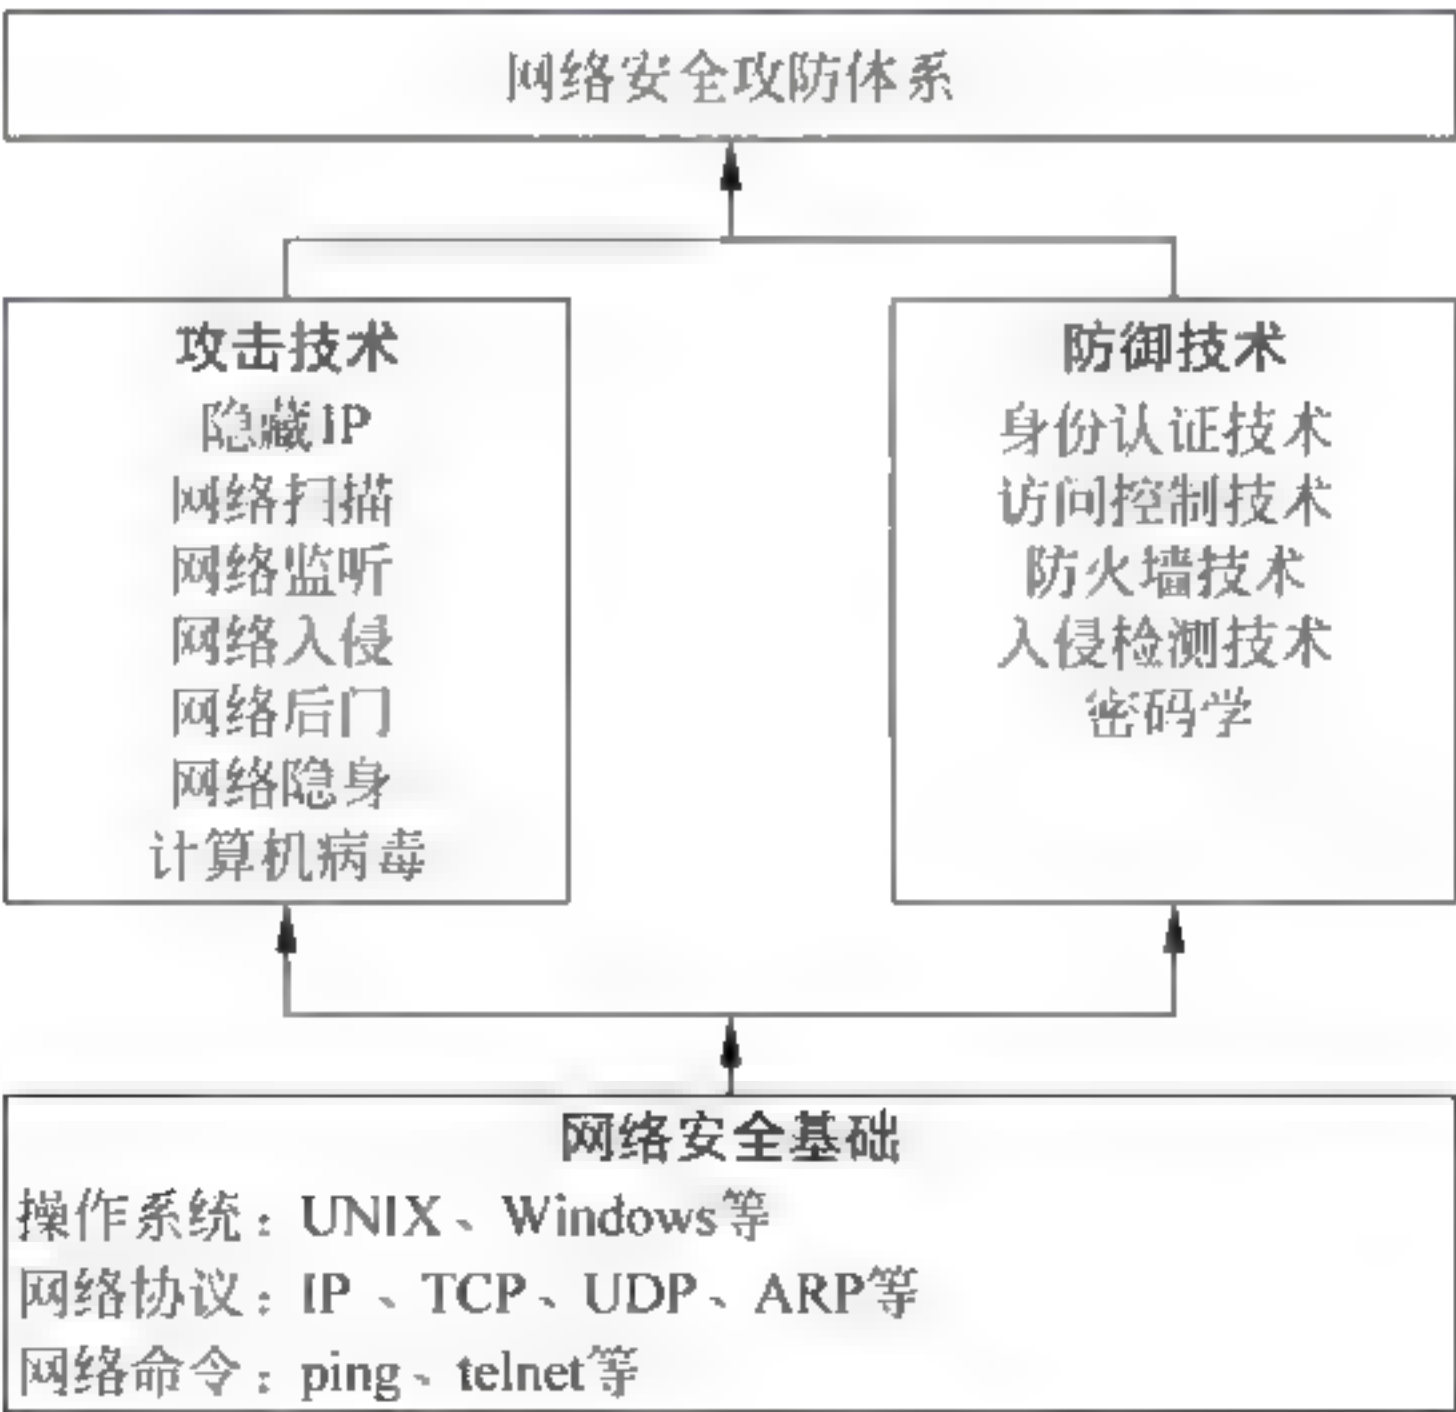 网络安全攻防体系
攻击技术
隐藏IP
网络扫描
网络监听
网络入侵
网络后门
网络隐身
计算机病毒
防御技术
身份认证技术
访问控制技术
防火墙技术
入侵检测技术
密码学
网络安全基础
操作系统：UNIX、Windows等
网络协议：IP、TCP、UDP、ARP等
网络命令：ping、telnet等